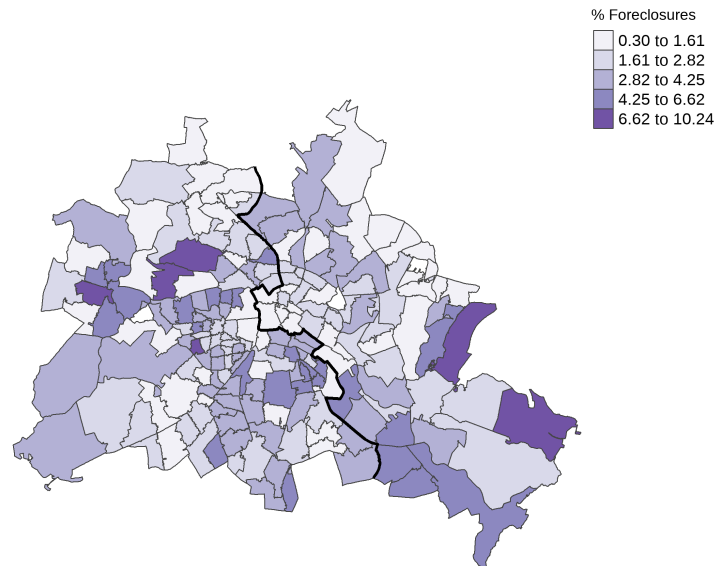 % Foreclosures
0.30 to 1.61
1.61 to 2.82
2.82 to 4.25
4.25 to 6.62
6.62 to 10.24